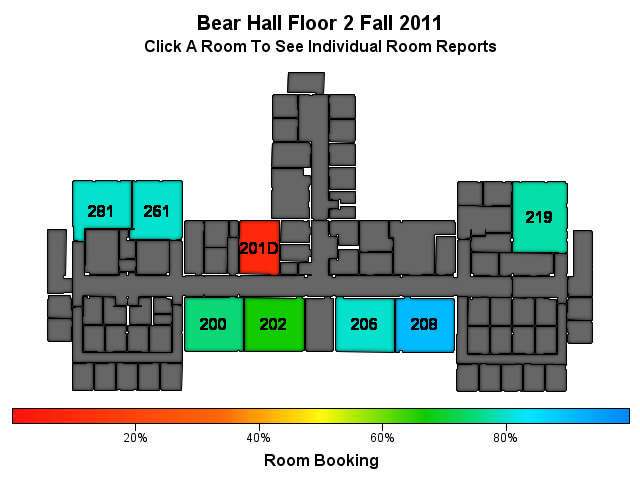 Bear Hall Floor 2 Fall 2011
Click A Room To See Individual Room Reports
281 261 219
201D
200 202 206 208
20% 40% 60% 80%
Room Booking